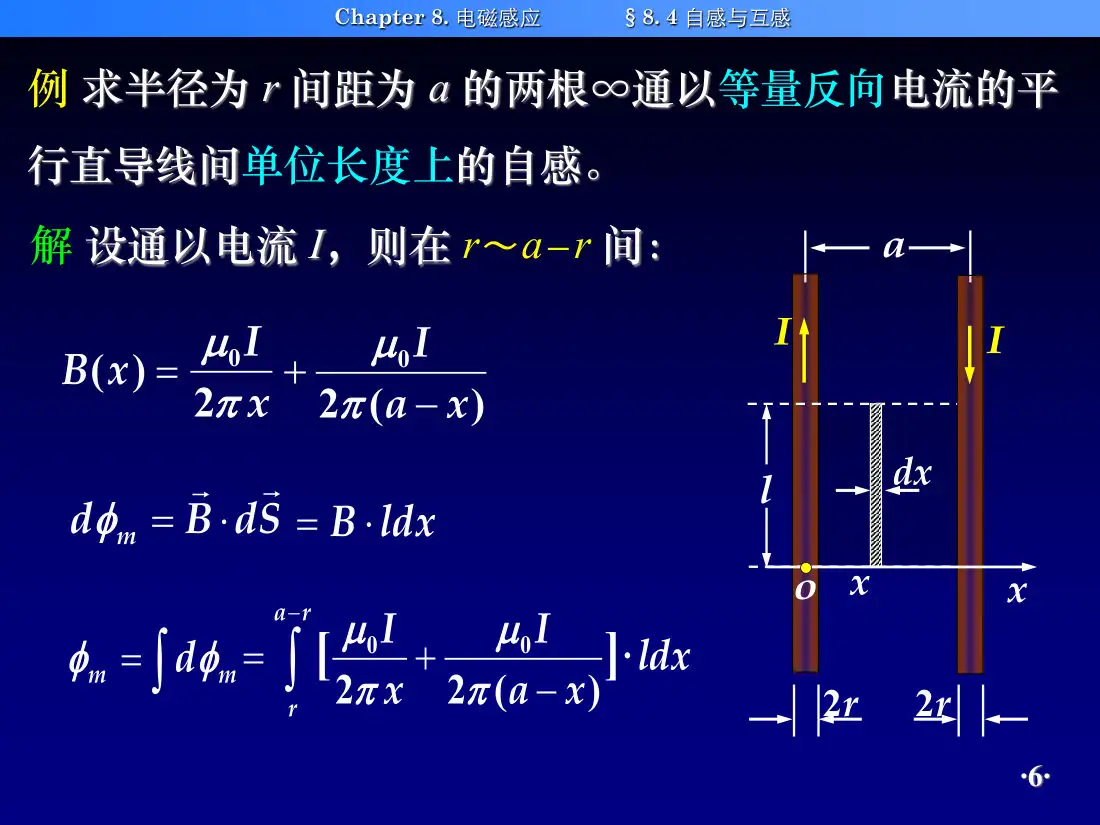 Chapter 8. 电磁感应 §8. 4 自感与互感
例 求半径为 r 间距为 a 的两根∞通以等量反向电流的平
行直导线间单位长度上的自感。
解 设通以电流 I，则在 r～a–r 间：
a
I I
B(x) = μ₀I/2πx + μ₀I/2π(a − x)
l
dx
dϕₘ = B⃗ · dS⃗ = B · ldx
o x x
ϕₘ = ∫dϕₘ = ∫ᵣᵃ⁻ʳ [μ₀I/2πx + μ₀I/2π(a − x)] · ldx
2r 2r
·6·